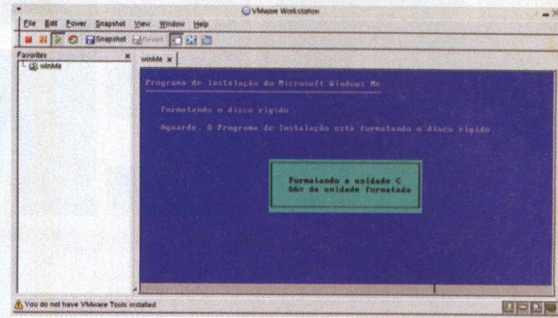 VMware Workstation
File Edit Power Snapshot View Window Help
Snapshot Revert
Favorites
winMe
winMe
Programa de Instalação do Microsoft Windows Me
Formatando o disco rígido
Aguarde. O Programa de Instalação está formatando o disco rígido.
Formatando a unidade C
66% da unidade formatada
You do not have VMware Tools installed.